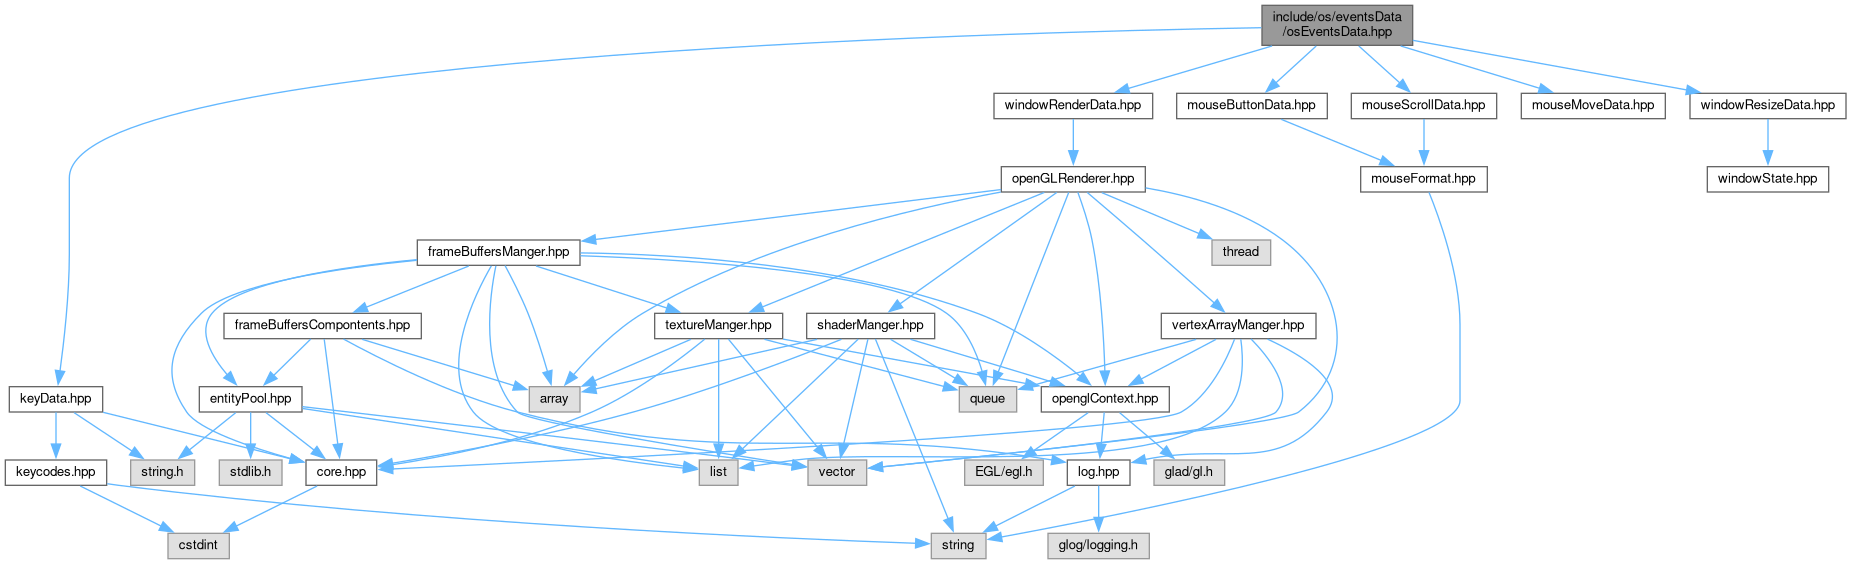 include/os/eventsData
/osEventsData.hpp
windowRenderData.hpp
mouseButtonData.hpp
mouseScrollData.hpp
mouseMoveData.hpp
windowResizeData.hpp
openGLRenderer.hpp
mouseFormat.hpp
windowState.hpp
frameBuffersManger.hpp
thread
frameBuffersCompontents.hpp
textureManger.hpp
shaderManger.hpp
vertexArrayManger.hpp
keyData.hpp
entityPool.hpp
array
queue
openglContext.hpp
keycodes.hpp
string.h
stdlib.h
core.hpp
list
vector
EGL/egl.h
log.hpp
glad/gl.h
cstdint
string
glog/logging.h